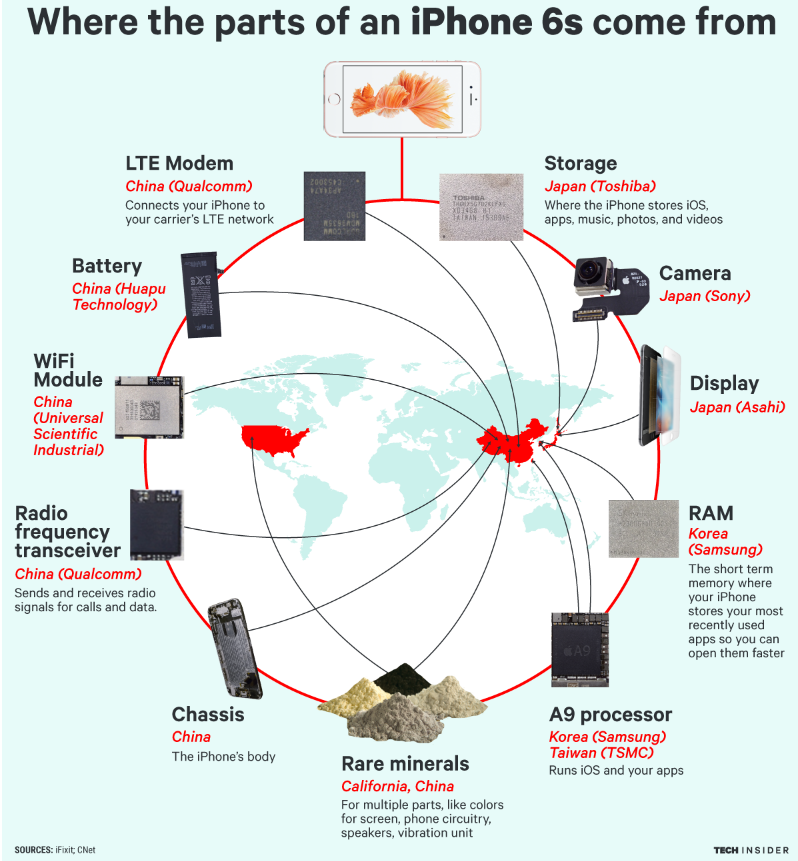 Where the parts of an iPhone 6s come from
LTE Modem
China (Qualcomm)
Connects your iPhone to
your carrier's LTE network
Storage
Japan (Toshiba)
Where the iPhone stores iOS,
apps, music, photos, and videos
TOSHIBA
Battery
China (Huapu
Technology)
Camera
Japan (Sony)
WiFi
Module
China
(Universal
Scientific
Industrial)
Display
Japan (Asahi)
Radio
frequency
transceiver
China (Qualcomm)
Sends and receives radio
signals for calls and data.
RAM
Korea
(Samsung)
The short term
memory where
your iPhone
stores your most
recently used
apps so you can
open them faster
Chassis
China
The iPhone's body
A9
A9 processor
Korea (Samsung)
Taiwan (TSMC)
Runs iOS and your apps
Rare minerals
California, China
For multiple parts, like colors
for screen, phone circuitry,
speakers, vibration unit
SOURCES: iFixit; CNet
TECH INSIDER